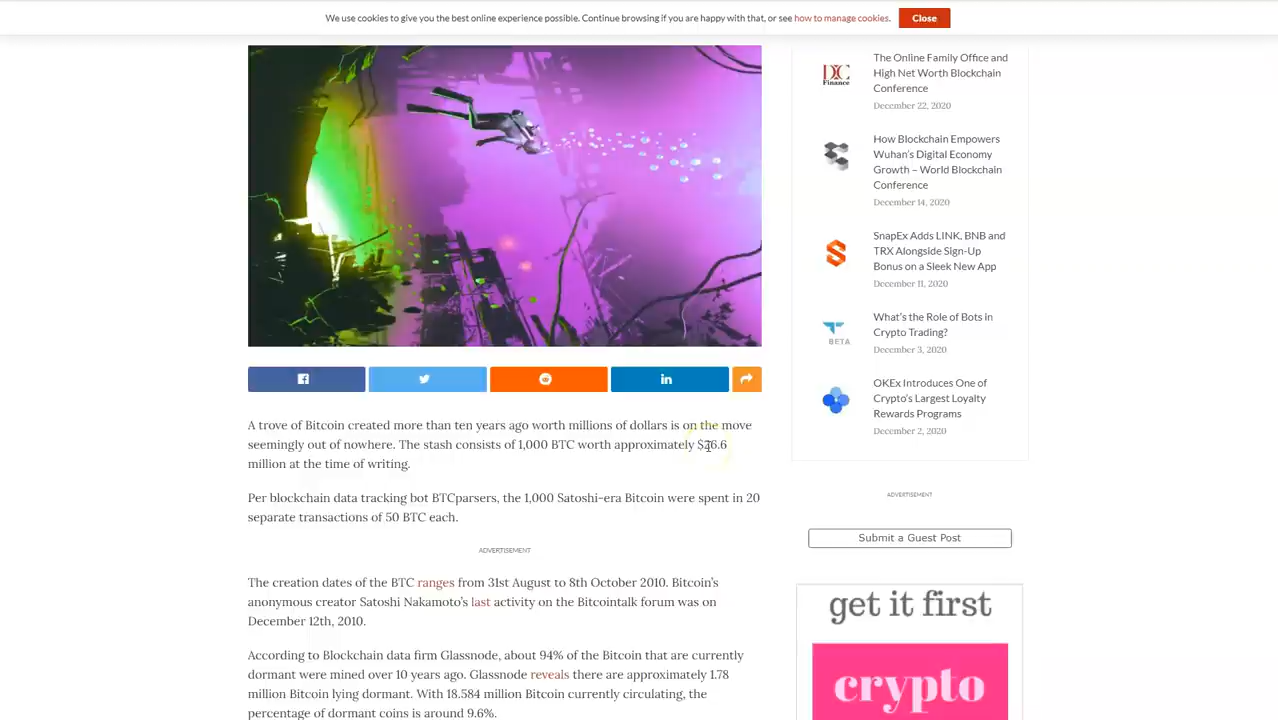 We use cookies to give you the best online experience possible. Continue browsing if you are happy with that, or see how to manage cookies.
Close
A trove of Bitcoin created more than ten years ago worth millions of dollars is on the move
seemingly out of nowhere. The stash consists of 1,000 BTC worth approximately
million at the time of writing.
Per blockchain data tracking bot BTCparsers, the 1,000 Satoshi-era Bitcoin were spent in 20
separate transactions of 50 BTC each.
ADVERTISEMENT
The creation dates of the BTC ranges from 31st August to 8th October 2010. Bitcoin's
anonymous creator Satoshi Nakamoto's last activity on the Bitcointalk forum was on
December 12th, 2010.
According to Blockchain data firm Glassnode, about 94% of the Bitcoin that are currently
dormant were mined over 10 years ago. Glassnode reveals there are approximately 1.78
million Bitcoin lying dormant. With 18.584 million Bitcoin currently circulating, the
percentage of dormant coins is around 9.6%.
DC
Finance
The Online Family Office and
High Net Worth Blockchain
Conference
December 22, 2020
How Blockchain Empowers
Wuhan's Digital Economy
Growth – World Blockchain
Conference
December 14, 2020
SnapEx Adds LINK, BNB and
TRX Alongside Sign-Up
Bonus on a Sleek New App
December 11, 2020
BETA
What's the Role of Bots in
Crypto Trading?
December 3, 2020
OKEx Introduces One of
Crypto's Largest Loyalty
Rewards Programs
December 2, 2020
ADVERTISEMENT
Submit a Guest Post
get it first
crypto